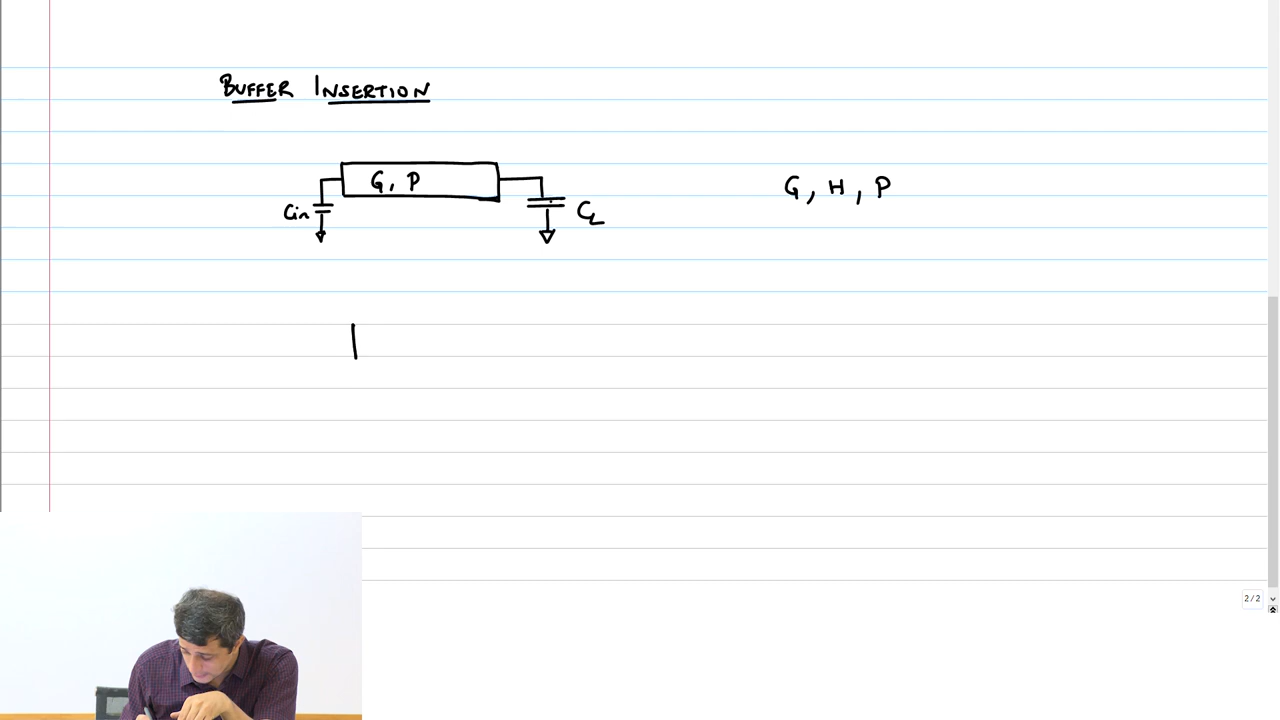 BUFFER INSERTION
G, P
G, H, P
Cin
CL
2/2